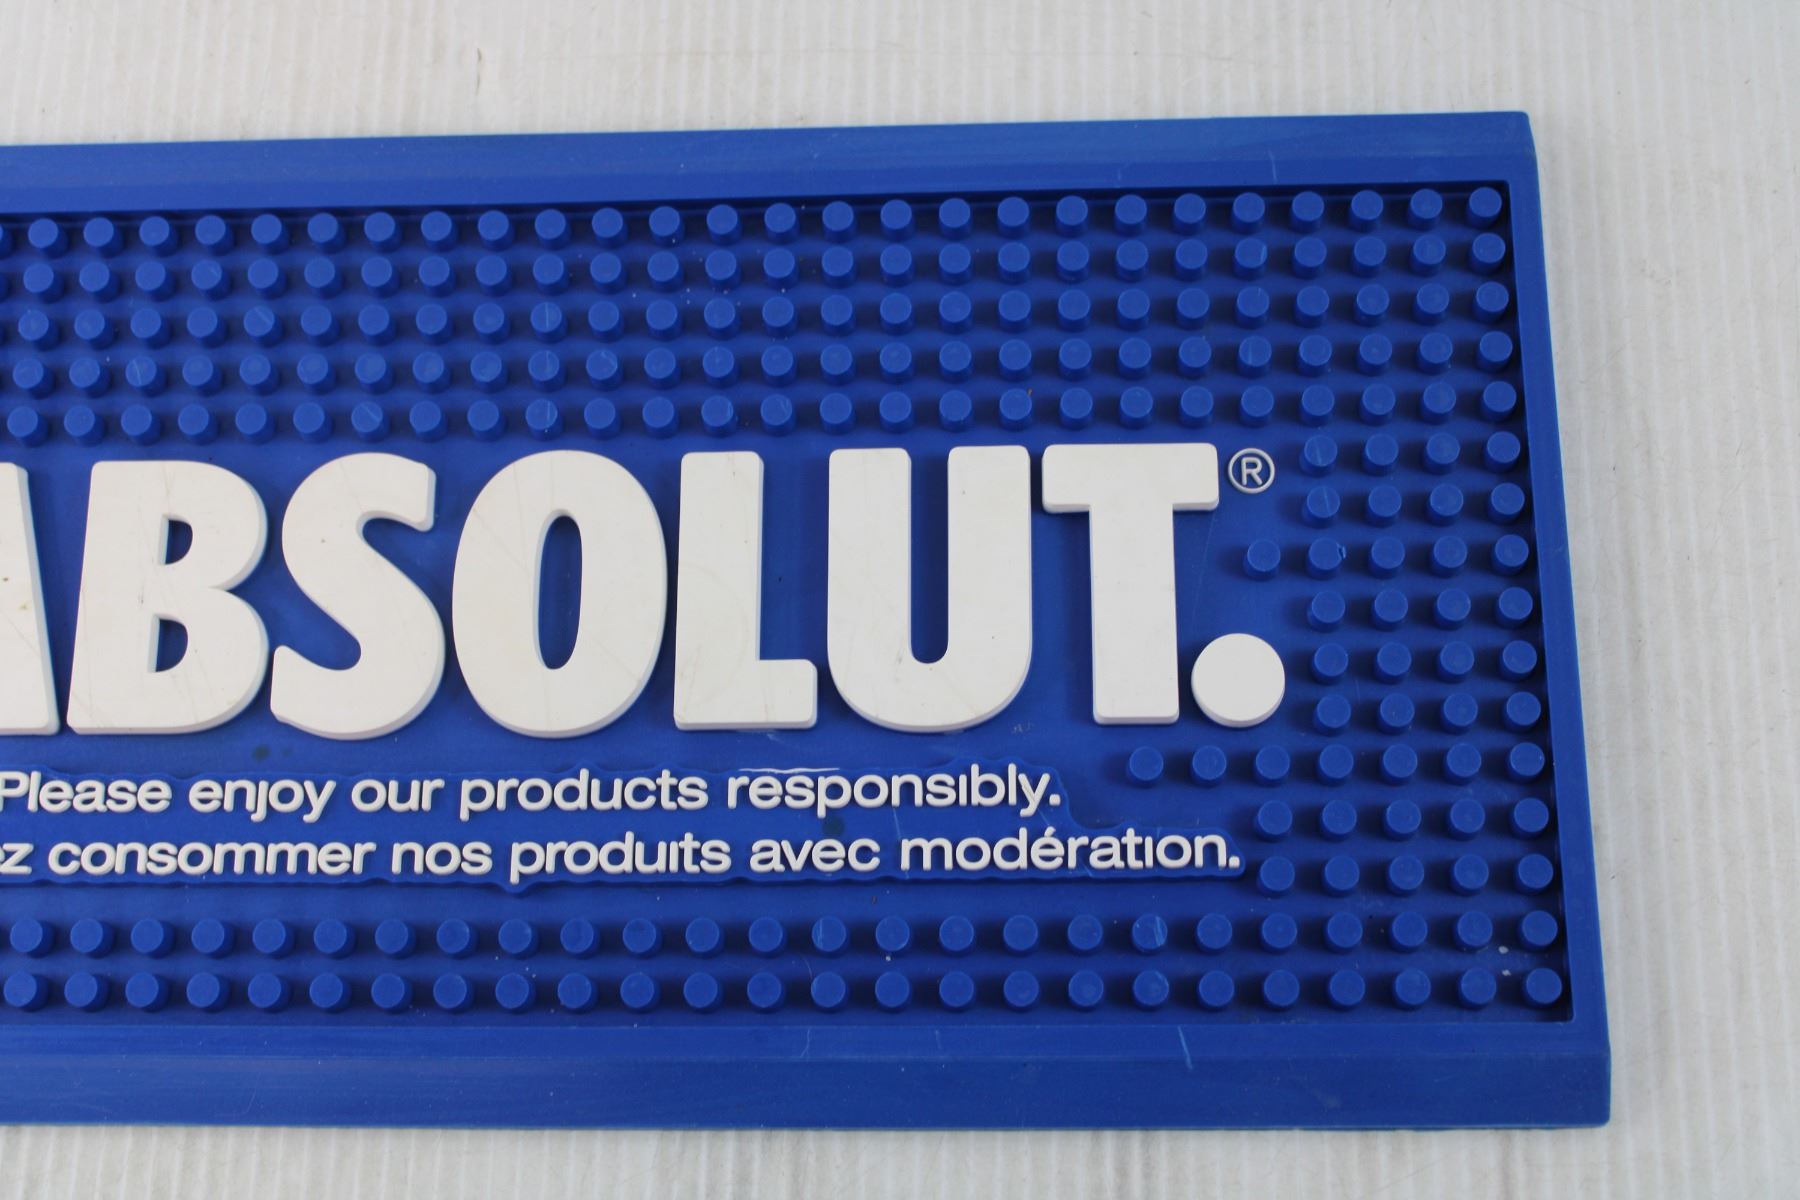 ABSOLUT.®
Please enjoy our products responsibly.
consommer nos produits avec modération.